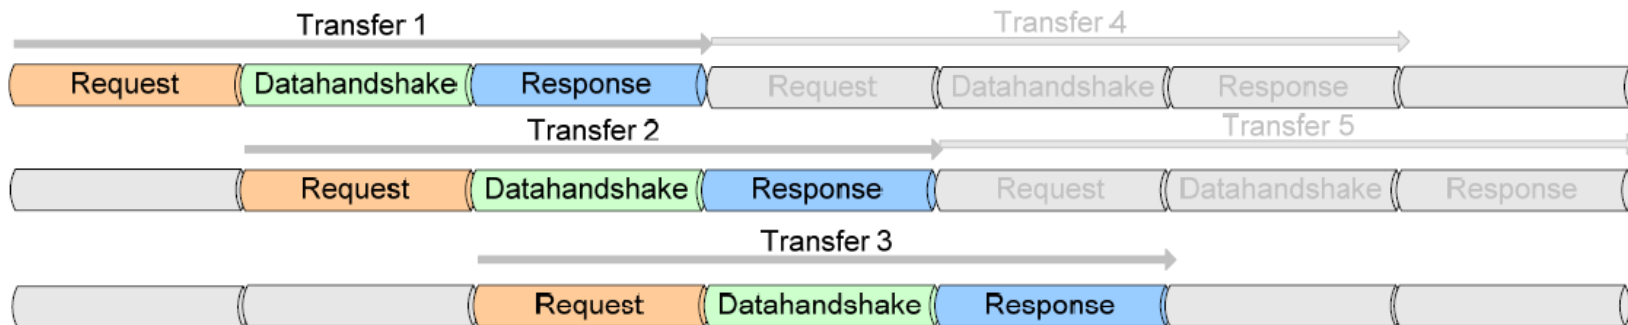 Transfer 1 Transfer 4
Request Datahandshake Response Request Datahandshake Response
Transfer 2 Transfer 5
Request Datahandshake Response Request Datahandshake Response
Transfer 3
Request Datahandshake Response